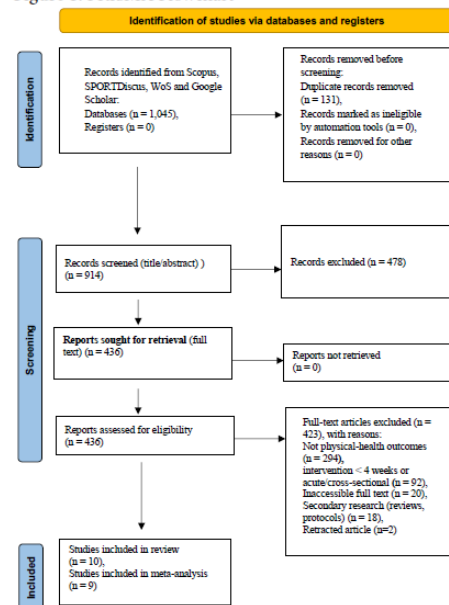 Identification of studies via databases and registers
Identification
Records identified from Scopus,
SPORTDiscus, WoS and Google
Scholar:
Databases (n = 1,045),
Registers (n = 0)
Records removed before
screening:
Duplicate records removed
(n = 131),
Records marked as ineligible
by automation tools (n = 0),
Records removed for other
reasons (n = 0)
Screening
Records screened (title/abstract) )
(n = 914)
Records excluded (n = 478)
Reports sought for retrieval (full
text) (n = 436)
Reports not retrieved
(n = 0)
Reports assessed for eligibility
(n = 436)
Full-text articles excluded (n =
423), with reasons:
Not physical-health outcomes
(n = 294),
intervention < 4 weeks or
acute/cross-sectional (n = 92),
Inaccessible full text (n = 20),
Secondary research (reviews,
protocols) (n = 18),
Retracted article (n=2)
Included
Studies included in review
(n = 10),
Studies included in meta-analysis
(n = 9)